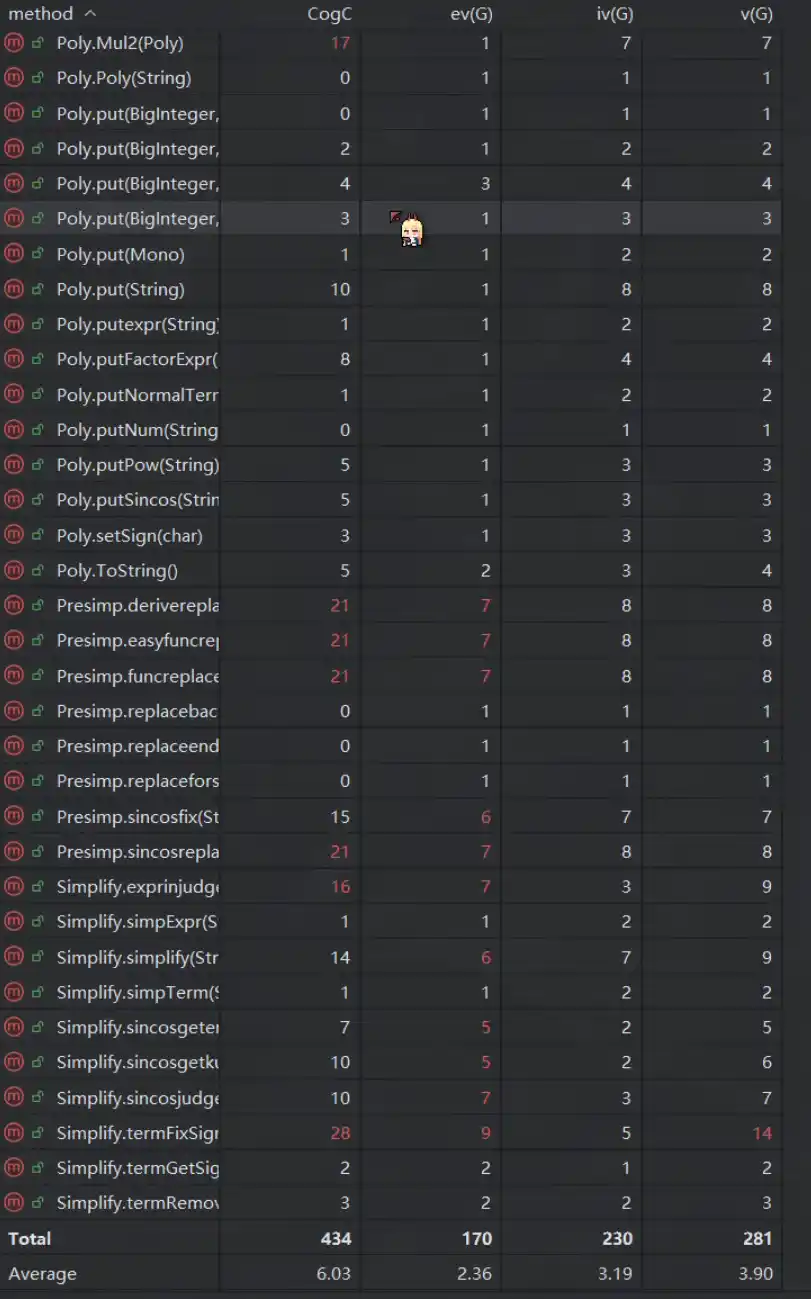 method CogC ev(G) iv(G) v(G)
Poly.Mul2(Poly) 17 1 7 7
Poly.Poly(String) 0 1 1 1
Poly.put(BigInteger, 0 1 1 1
Poly.put(BigInteger, 2 1 2 2
Poly.put(BigInteger, 4 3 4 4
Poly.put(BigInteger, 3 1 3 3
Poly.put(Mono) 1 1 2 2
Poly.put(String) 10 1 8 8
Poly.putexpr(String) 1 1 2 2
Poly.putFactorExpr( 8 1 4 4
Poly.putNormalTerr 1 1 2 2
Poly.putNum(String 0 1 1 1
Poly.putPow(String) 5 1 3 3
Poly.putSincos(Strin 5 1 3 3
Poly.setSign(char) 3 1 3 3
Poly.ToString() 5 2 3 4
Presimp.deriverepla 21 7 8 8
Presimp.easyfuncrep 21 7 8 8
Presimp.funcreplace 21 7 8 8
Presimp.replacebac 0 1 1 1
Presimp.replaceend 0 1 1 1
Presimp.replacefors 0 1 1 1
Presimp.sincosfix(St 15 6 7 7
Presimp.sincosrepla 21 7 8 8
Simplify.exprinjudge 16 7 3 9
Simplify.simpExpr(S 1 1 2 2
Simplify.simplify(Str 14 6 7 9
Simplify.simpTerm(S 1 1 2 2
Simplify.sincosgeter 7 5 2 5
Simplify.sincosgetku 10 5 2 6
Simplify.sincosjudge 10 7 3 7
Simplify.termFixSigr 28 9 5 14
Simplify.termGetSig 2 2 1 2
Simplify.termRemov 3 2 2 3
Total 434 170 230 281
Average 6.03 2.36 3.19 3.90